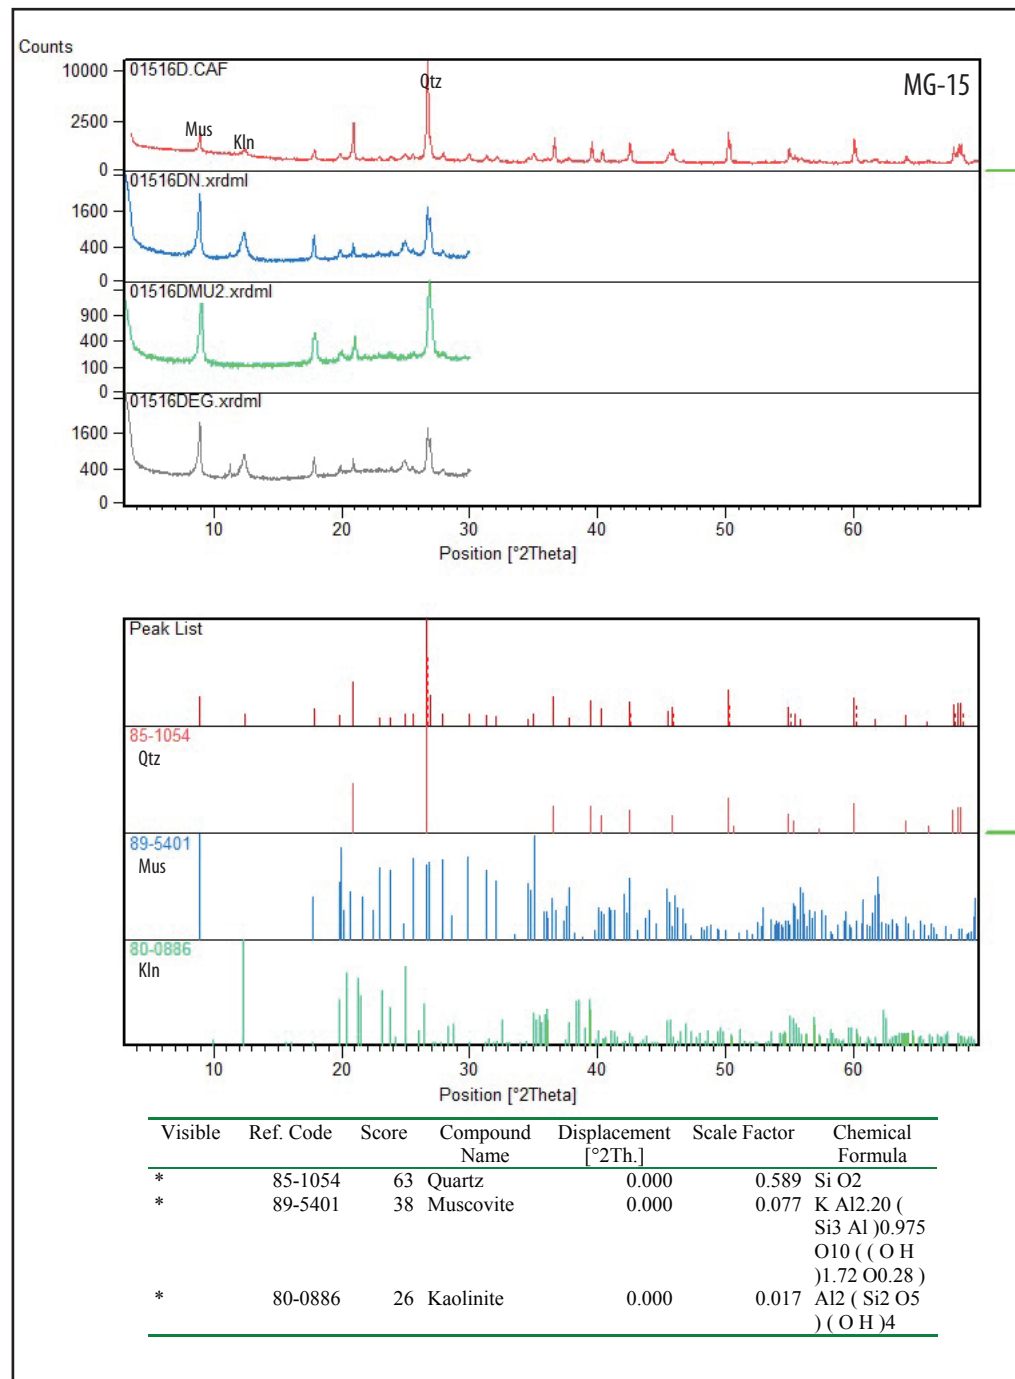 Counts
01516D.CAF
MG-15
10000
Qtz
2500
Mus
Kln
0
01516DN.xrdml
1600
400
0
01516DMU2.xrdml
900
400
100
0
01516DEG.xrdml
1600
400
0
10 20 30 40 50 60
Position [°2Theta]
Peak List
85-1054
Qtz
89-5401
Mus
80-0886
Kln
10 20 30 40 50 60
Position [°2Theta]
Visible Ref. Code Score Compound Displacement Scale Factor Chemical
Name [°2Th.] Formula
* 85-1054 63 Quartz 0.000 0.589 Si O2
* 89-5401 38 Muscovite 0.000 0.077 K Al2.20 (
Si3 Al )0.975
O10 ( ( O H
)1.72 O0.28 )
* 80-0886 26 Kaolinite 0.000 0.017 Al2 ( Si2 O5
) ( O H )4